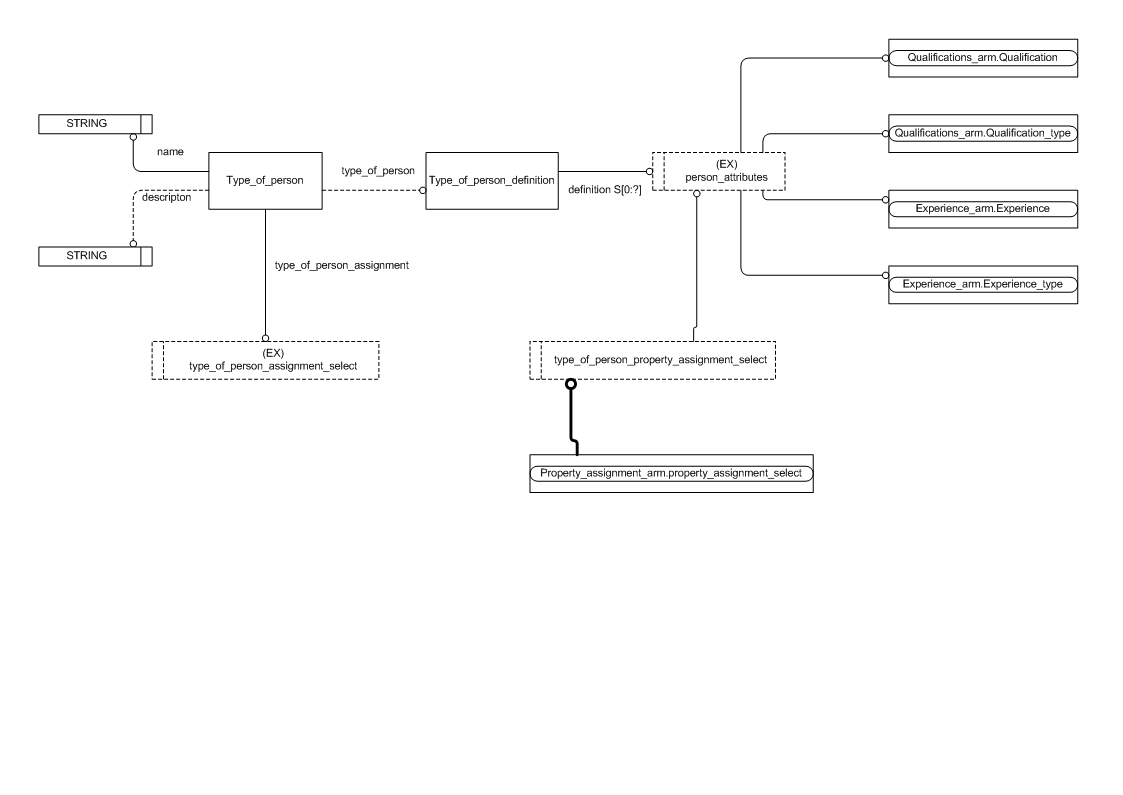 Qualifications_arm.Qualification
STRING
Qualifications_arm.Qualification_type
name
(EX)
person_attributes
Type_of_person
type_of_person
Type_of_person_definition
definition S[0:?]
descripton
Experience_arm.Experience
STRING
type_of_person_assignment
Experience_arm.Experience_type
(EX)
type_of_person_assignment_select
type_of_person_property_assignment_select
Property_assignment_arm.property_assignment_select